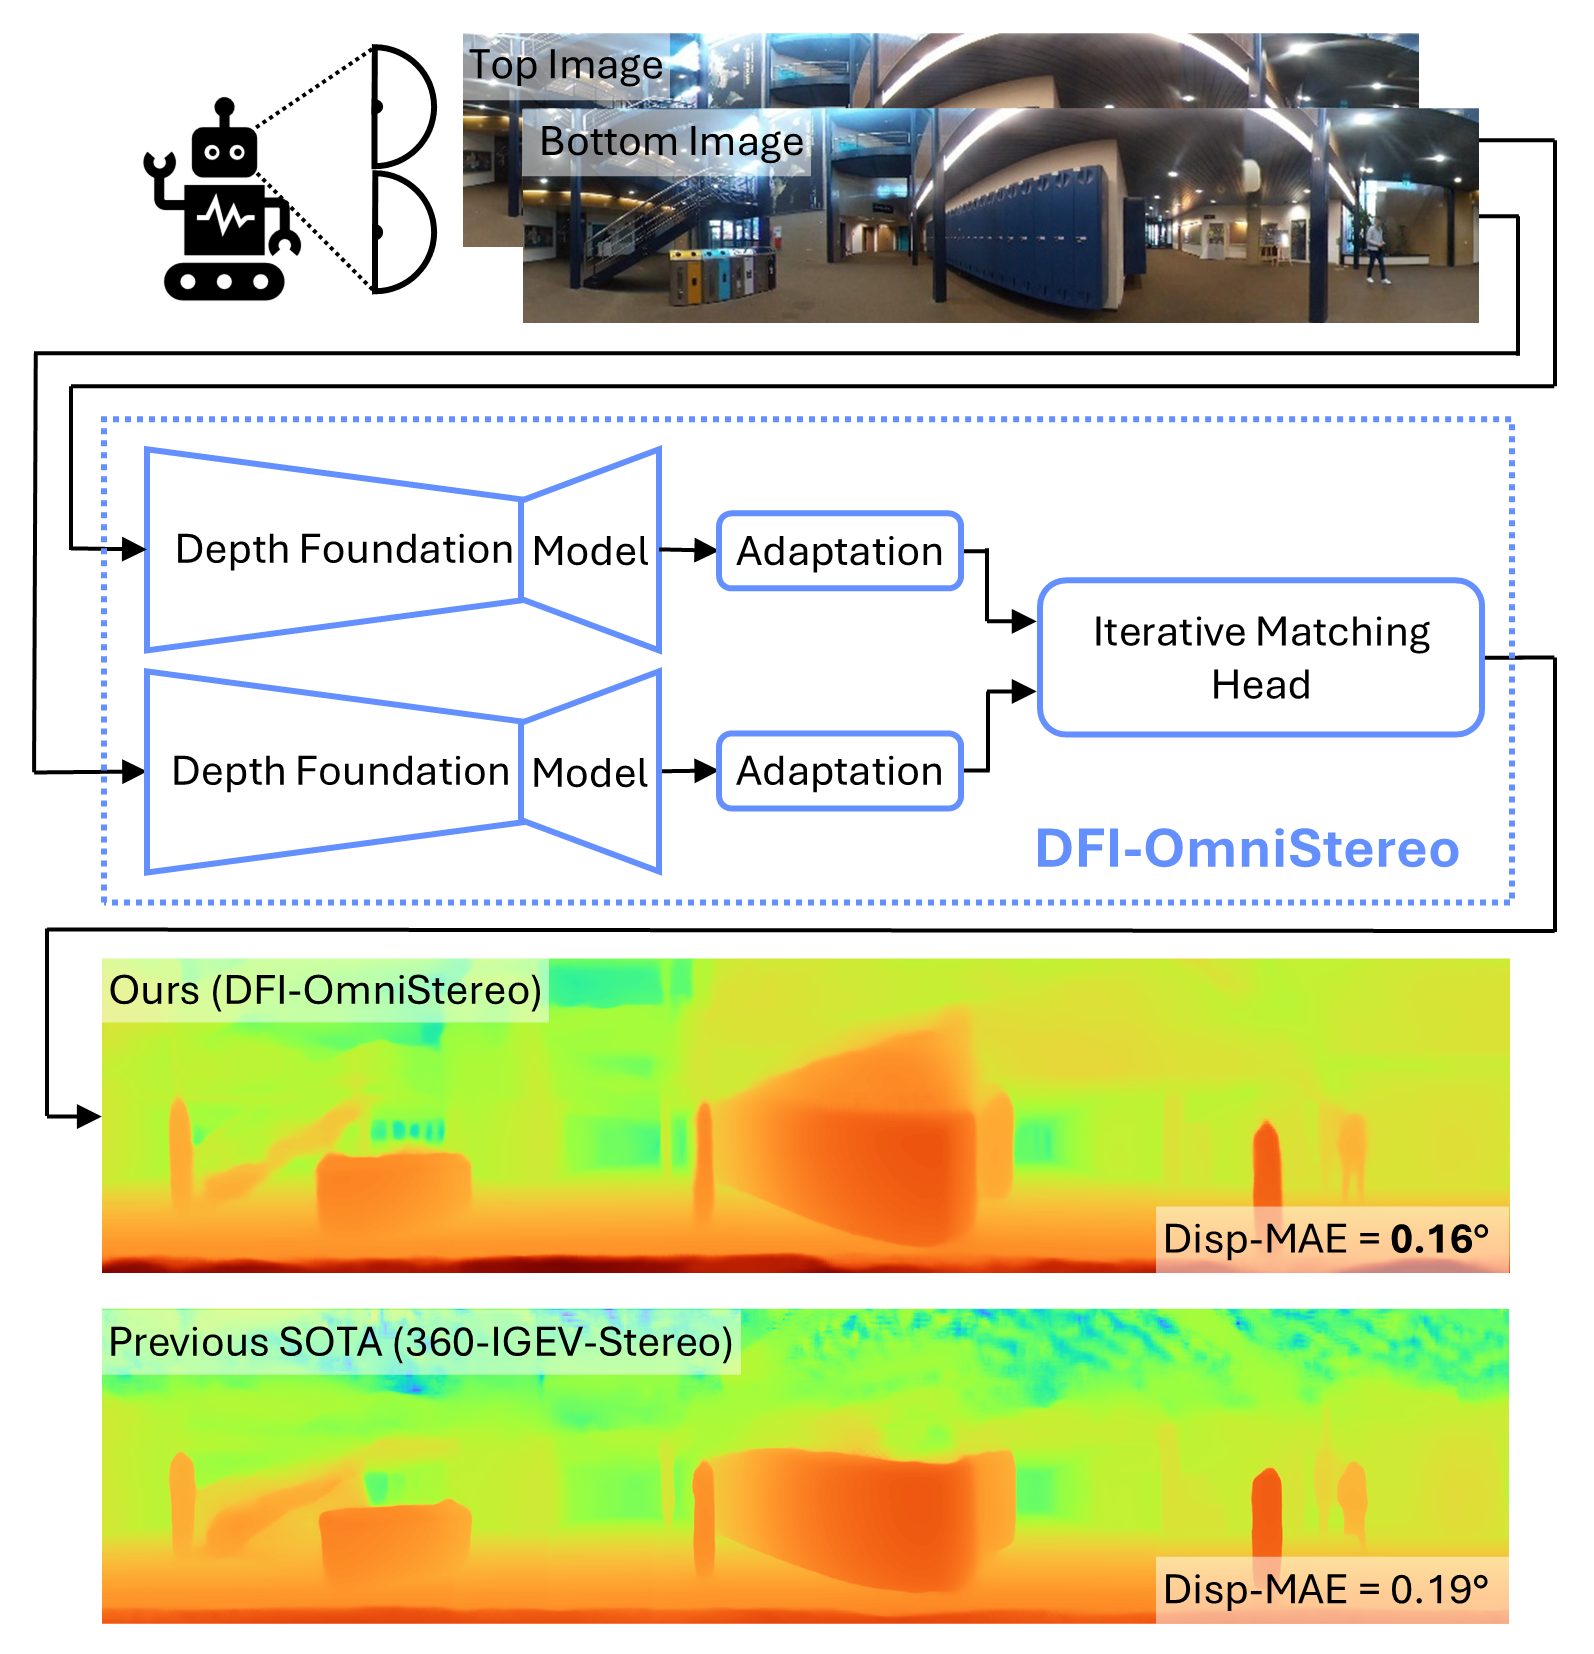 Top Image
Bottom Image
Depth Foundation Model
Adaptation
Iterative Matching
Head
Depth Foundation Model
Adaptation
DFI-OmniStereo
Ours (DFI-OmniStereo)
Disp-MAE = 0.16°
Previous SOTA (360-IGEV-Stereo)
Disp-MAE = 0.19°